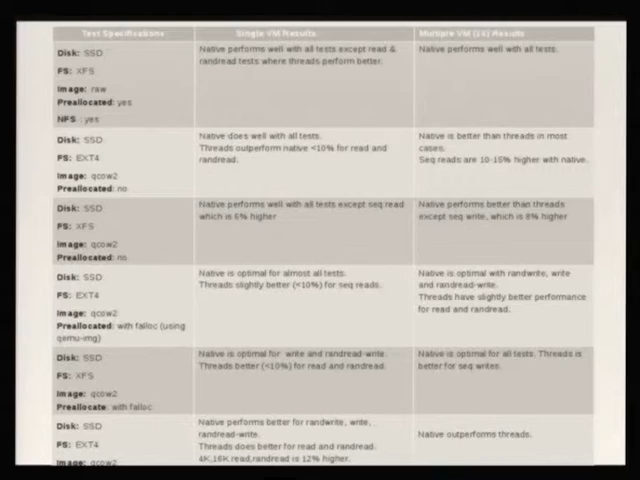 Test Specifications
Single VM Results
Multiple VM (16) Results
Disk: SSD
FS: XFS
Image: raw
Preallocated: yes
NFS : yes
Native performs well with all tests except read &
randread tests where threads perform better.
Native performs well with all tests.
Disk: SSD
FS: EXT4
Image: qcow2
Preallocated: no
Native does well with all tests.
Threads outperform native <10% for read and
randread.
Native is better than threads in most
cases.
Seq reads are 10-15% higher with native.
Disk: SSD
FS: XFS
Image: qcow2
Preallocated: no
Native performs well with all tests except seq read
which is 6% higher
Native performs better than threads
except seq write, which is 8% higher
Disk: SSD
FS: EXT4
Image: qcow2
Preallocated: with falloc (using
qemu-img)
Native is optimal for almost all tests.
Threads slightly better (<10%) for seq reads.
Native is optimal with randwrite, write
and randread-write.
Threads have slightly better performance
for read and randread.
Disk: SSD
FS: XFS
Image: qcow2
Preallocate: with falloc
Native is optimal for write and randread-write.
Threads better (<10%) for read and randread.
Native is optimal for all tests. Threads is
better for seq writes.
Disk: SSD
FS: EXT4
Image: qcow2
Native performs better for randwrite, write,
randread-write.
Threads does better for read and randread.
4K,16K read,randread is 12% higher.
Native outperforms threads.